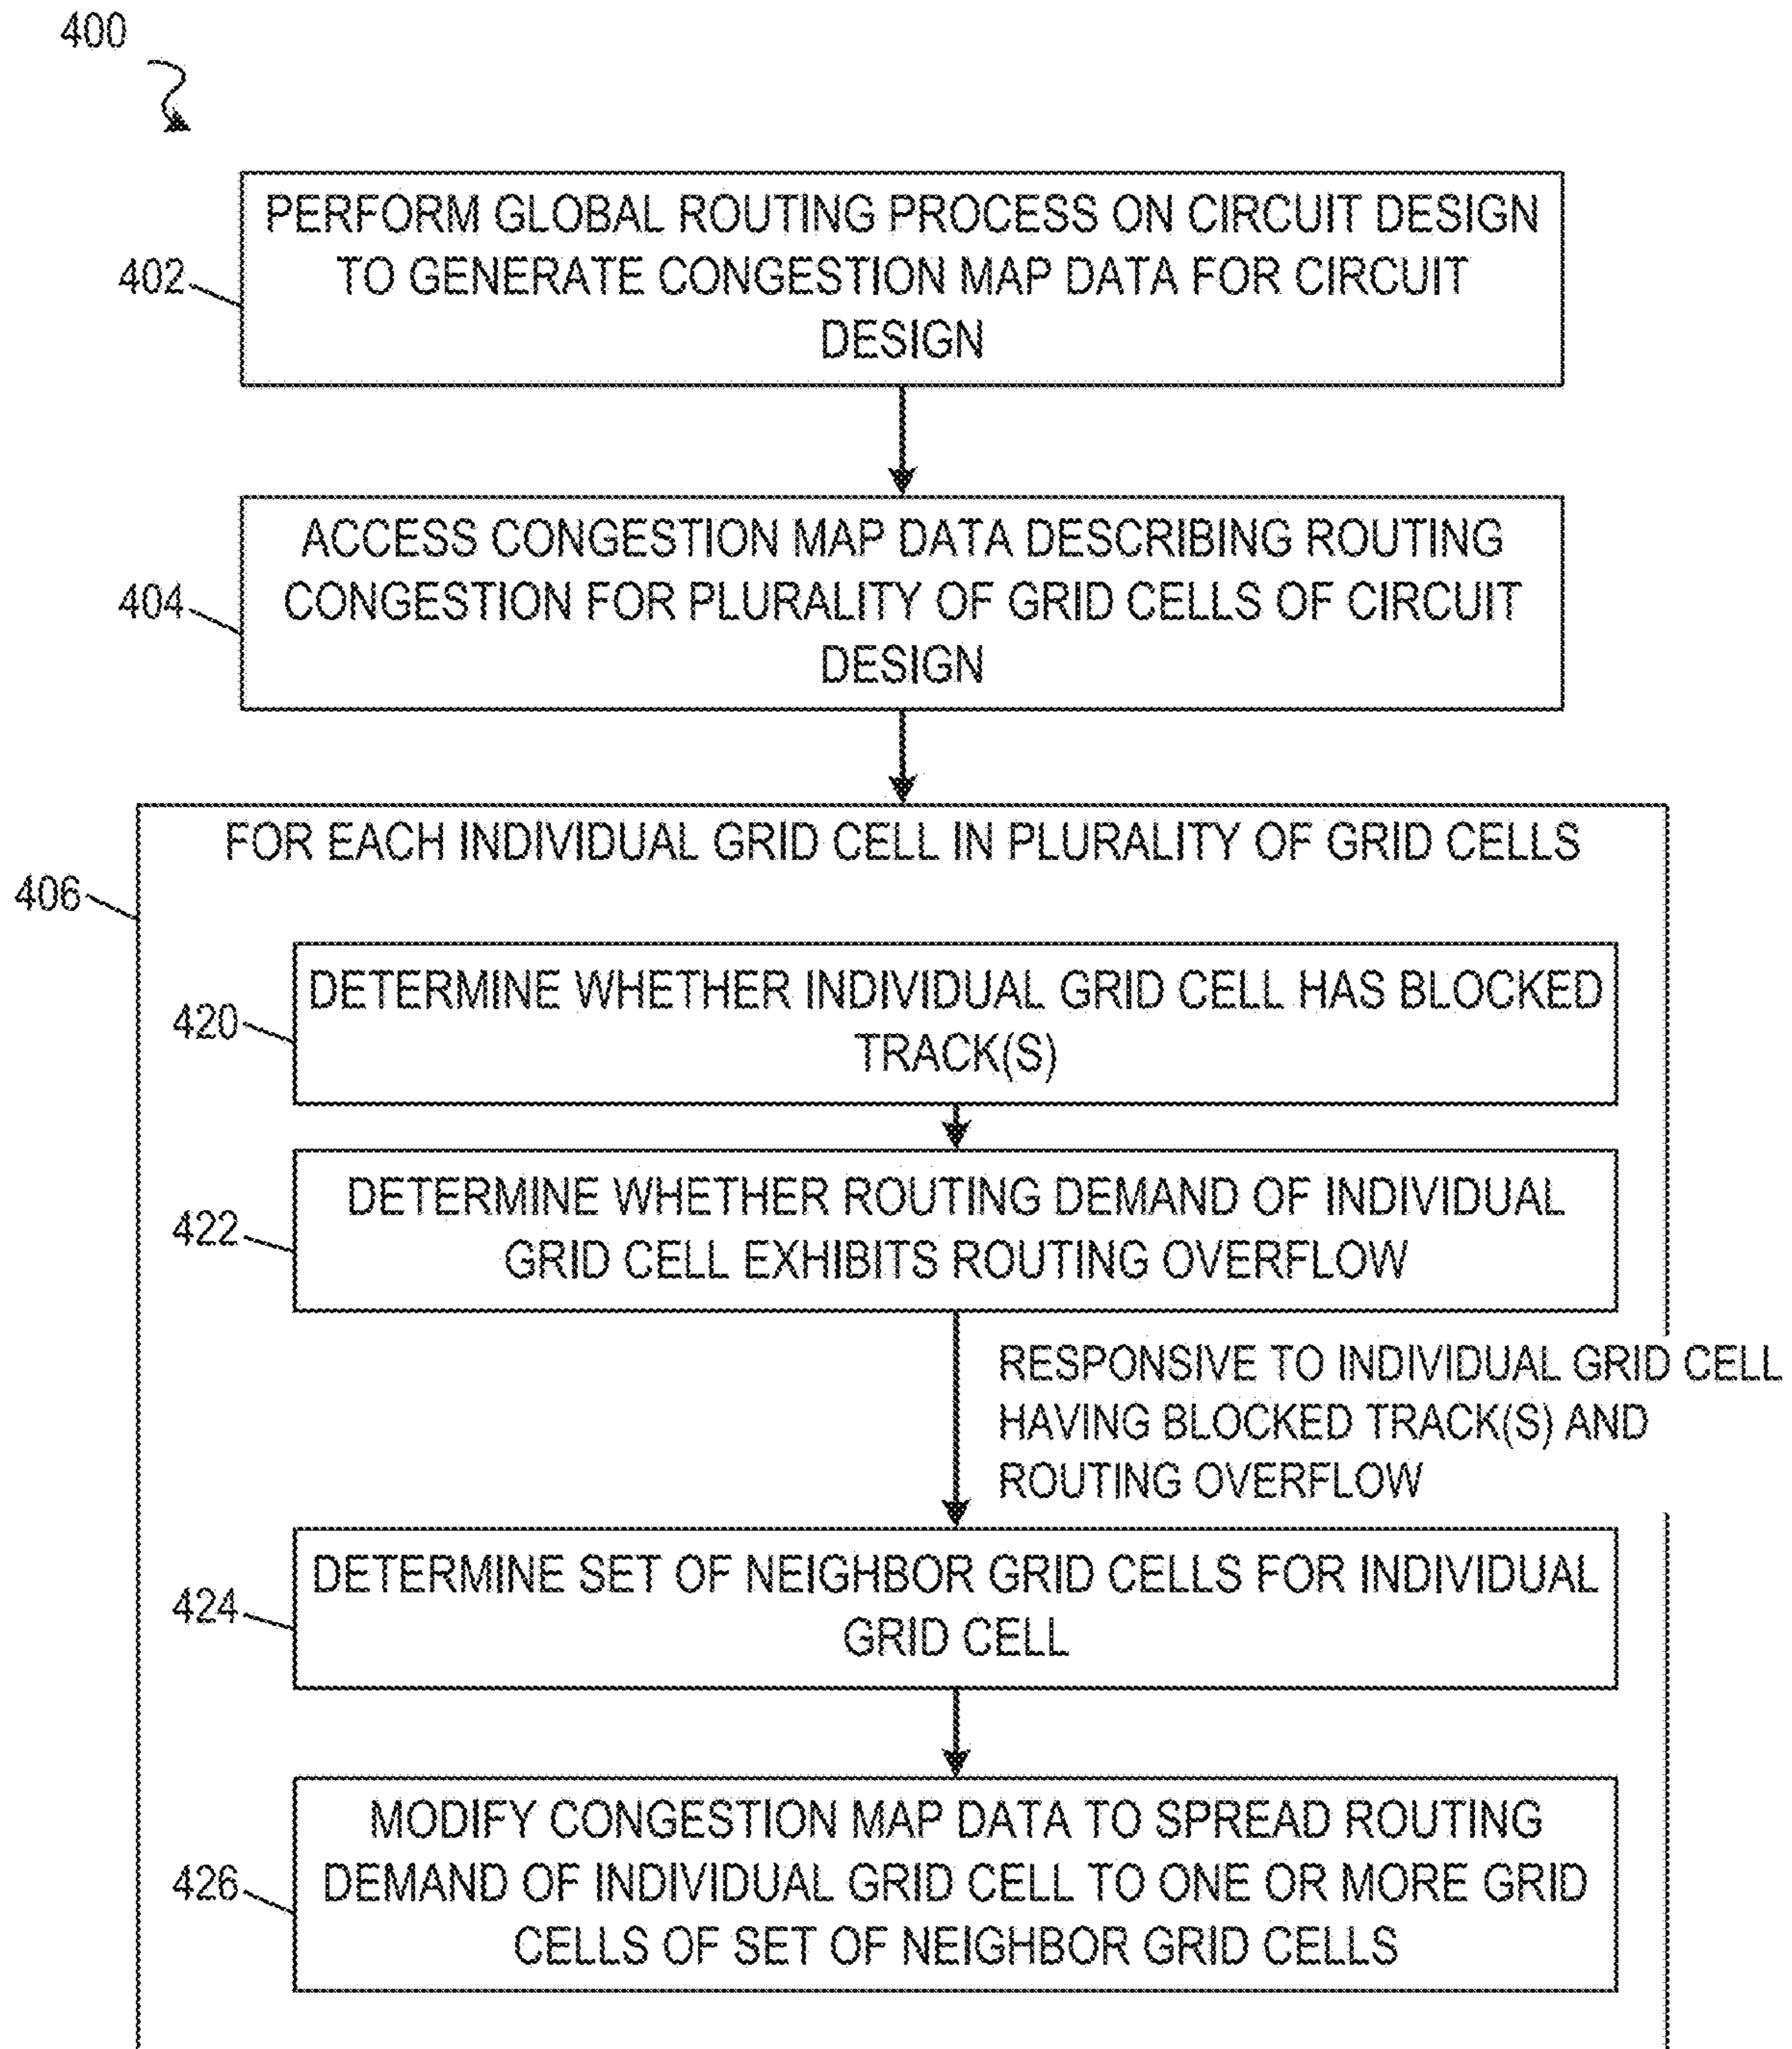 400
PERFORM GLOBAL ROUTING PROCESS ON CIRCUIT DESIGN
TO GENERATE CONGESTION MAP DATA FOR CIRCUIT
DESIGN
402
ACCESS CONGESTION MAP DATA DESCRIBING ROUTING
CONGESTION FOR PLURALITY OF GRID CELLS OF CIRCUIT
DESIGN
404
FOR EACH INDIVIDUAL GRID CELL IN PLURALITY OF GRID CELLS
406
DETERMINE WHETHER INDIVIDUAL GRID CELL HAS BLOCKED
TRACK(S)
420
DETERMINE WHETHER ROUTING DEMAND OF INDIVIDUAL
GRID CELL EXHIBITS ROUTING OVERFLOW
422
RESPONSIVE TO INDIVIDUAL GRID CELL
HAVING BLOCKED TRACK(S) AND
ROUTING OVERFLOW
DETERMINE SET OF NEIGHBOR GRID CELLS FOR INDIVIDUAL
GRID CELL
424
MODIFY CONGESTION MAP DATA TO SPREAD ROUTING
DEMAND OF INDIVIDUAL GRID CELL TO ONE OR MORE GRID
CELLS OF SET OF NEIGHBOR GRID CELLS
426